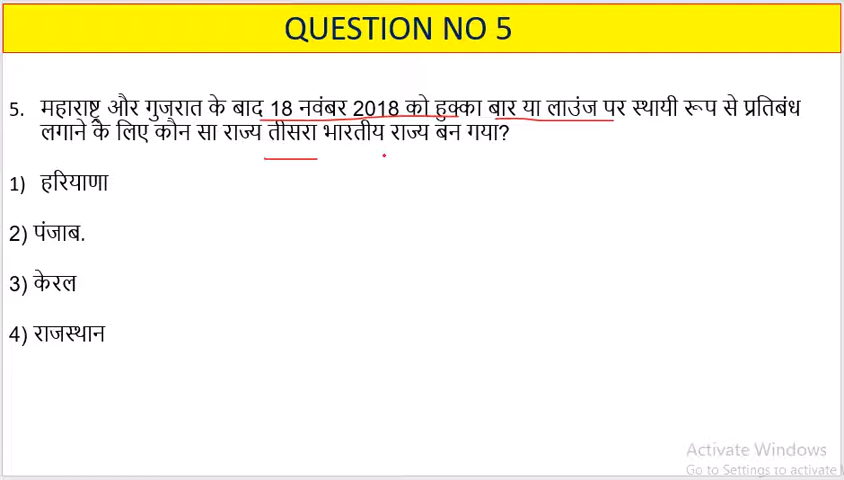 QUESTION NO 5
5. महाराष्ट्र और गुजरात के बाद 18 नवंबर 2018 को हुक्का बार या लाउंज पर स्थायी रूप से प्रतिबंध
लगाने के लिए कौन सा राज्य तीसरा भारतीय राज्य बन गया?
1) हरियाणा
2) पंजाब.
3) केरल
4) राजस्थान
Activate Windows
Go to Settings to activate W